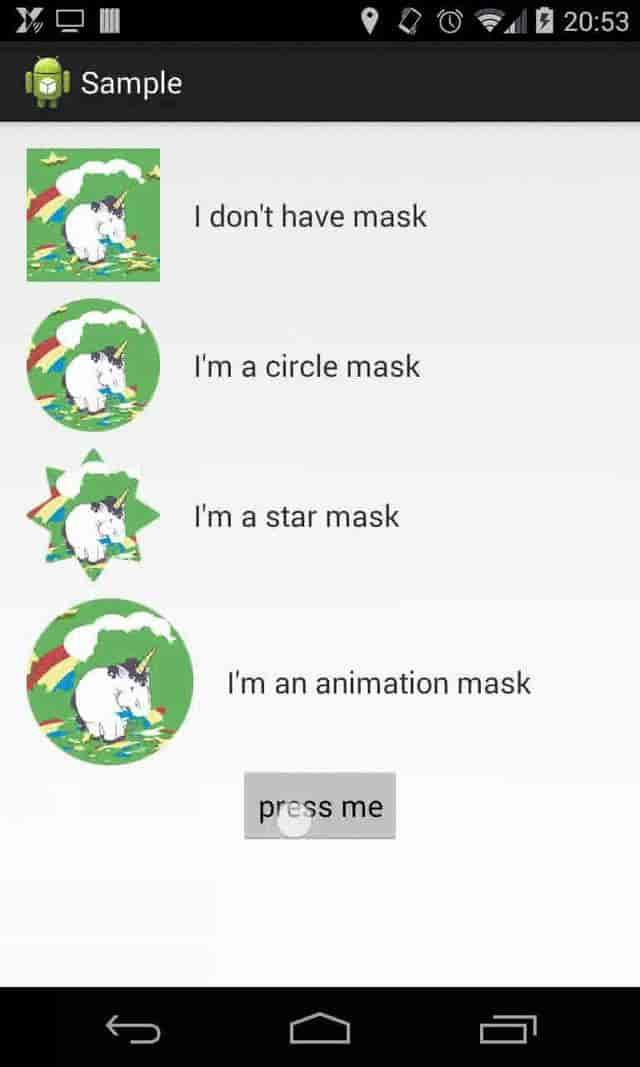 20:53
Sample
I don't have mask
I'm a circle mask
I'm a star mask
I'm an animation mask
press me